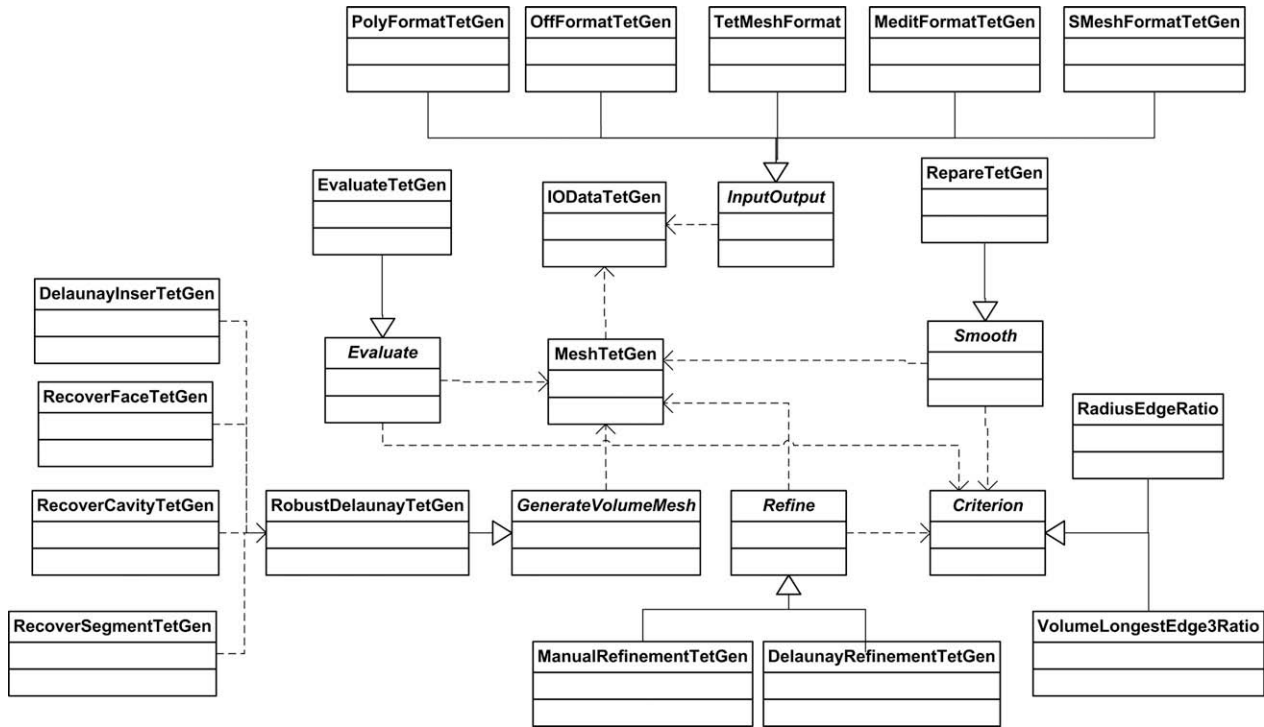 PolyFormatTetGen
OffFormatTetGen
TetMeshFormat
MeditFormatTetGen
SMeshFormatTetGen
EvaluateTetGen
IODataTetGen
InputOutput
RepareTetGen
DelaunayInserTetGen
Evaluate
MeshTetGen
Smooth
RecoverFaceTetGen
RadiusEdgeRatio
RecoverCavityTetGen
RobustDelaunayTetGen
GenerateVolumeMesh
Refine
Criterion
RecoverSegmentTetGen
ManualRefinementTetGen
DelaunayRefinementTetGen
VolumeLongestEdge3Ratio